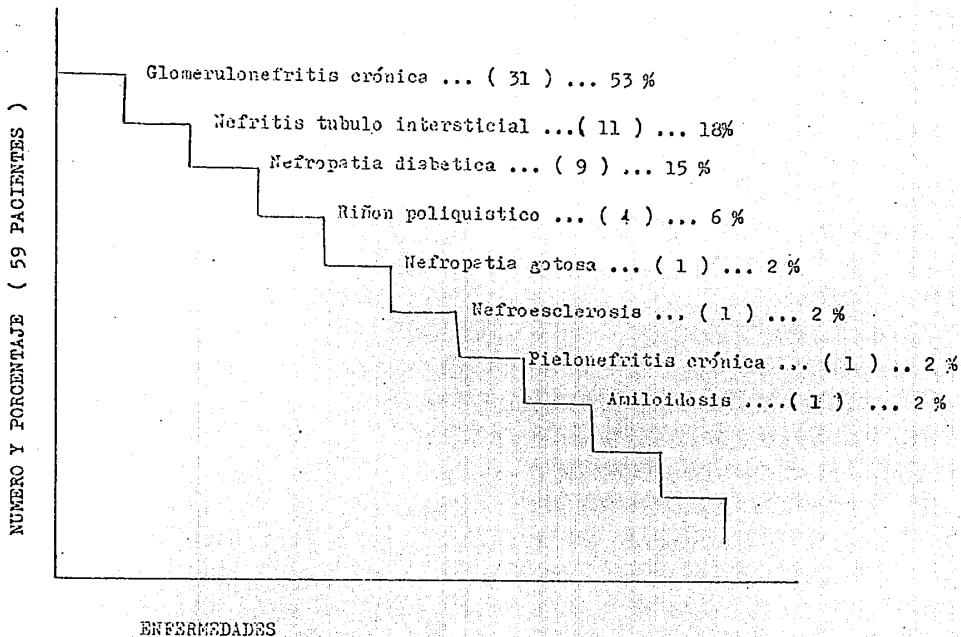 Glomerulonefritis crónica ... ( 31 ) ... 53 %
Nefritis tubulo intersticial ...( 11 ) ... 18%
Nefropatia diabetica ... ( 9 ) ... 15 %
Riñon poliquistico ... ( 4 ) ... 6 %
Nefropatia gotosa ... ( 1 ) ... 2 %
Nefroesclerosis ... ( 1 ) ... 2 %
Pielonefritis crónica ... ( 1 ) .. 2 %
Amiloidosis ....( 1 ) ... 2 %
NUMERO Y PORCENTAJE ( 59 PACIENTES )
ENFERMEDADES